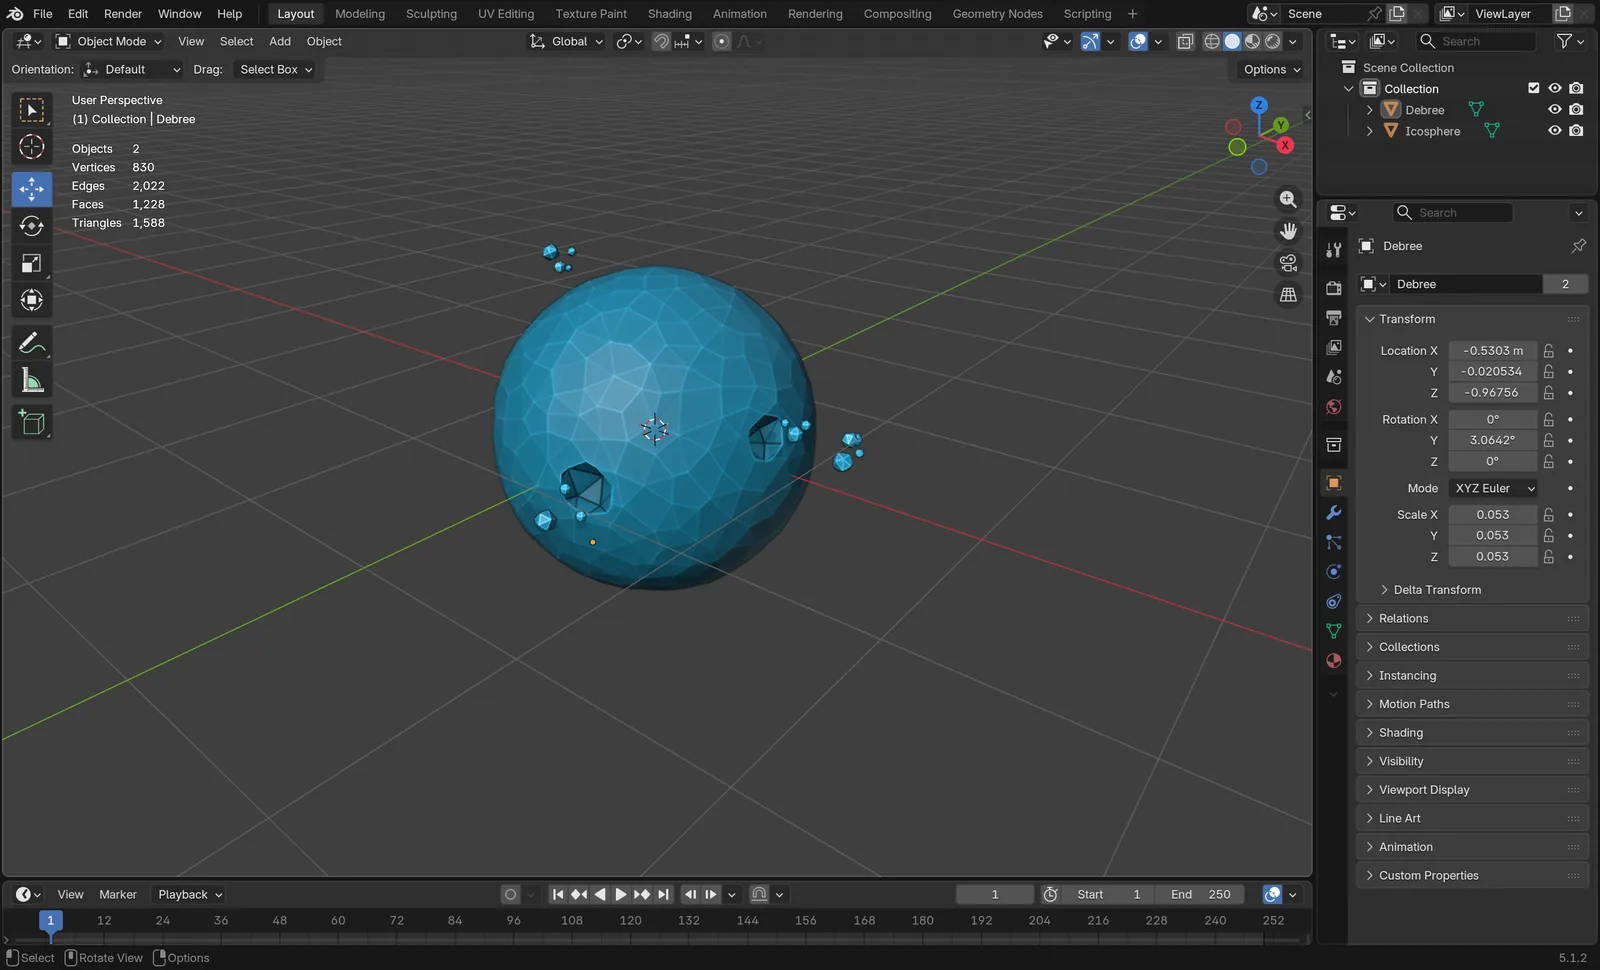 File Edit Render Window Help Layout Modeling Sculpting UV Editing Texture Paint Shading Animation Rendering Compositing Geometry Nodes Scripting + Scene ViewLayer
Object Mode View Select Add Object Global Search
Orientation: Default Drag: Select Box Options
User Perspective
(1) Collection | Debree
Objects 2
Vertices 830
Edges 2,022
Faces 1,228
Triangles 1,588
Z
Y
X
Scene Collection
Collection
Debree
Icosphere
Search
Debree
Debree 2
Transform
Location X -0.5303 m
Y -0.020534
Z -0.96756
Rotation X 0°
Y 3.0642°
Z 0°
Mode XYZ Euler
Scale X 0.053
Y 0.053
Z 0.053
Delta Transform
Relations
Collections
Instancing
Motion Paths
Shading
Visibility
Viewport Display
Line Art
Animation
Custom Properties
View Marker Playback 1 Start 1 End 250
1 12 24 36 48 60 72 84 96 108 120 132 144 156 168 180 192 204 216 228 240 252
Select Rotate View Options 5.1.2